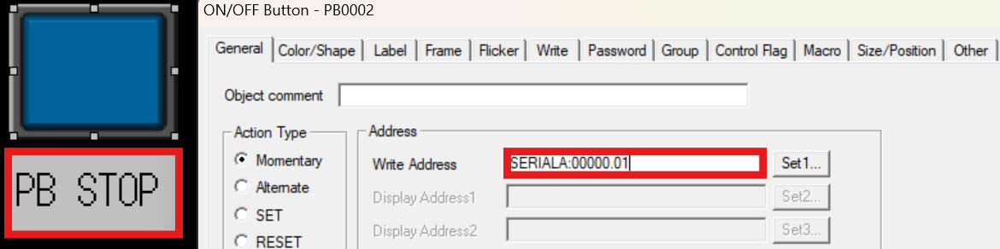 ON/OFF Button - PB0002
General Color/Shape Label Frame Flicker Write Password Group Control Flag Macro Size/Position Other
Object comment
Action Type
Momentary
Alternate
SET
RESET
Address
Write Address SERIALA:00000.01 Set1...
Display Address1 Set2...
Display Address2 Set3...
PB STOP